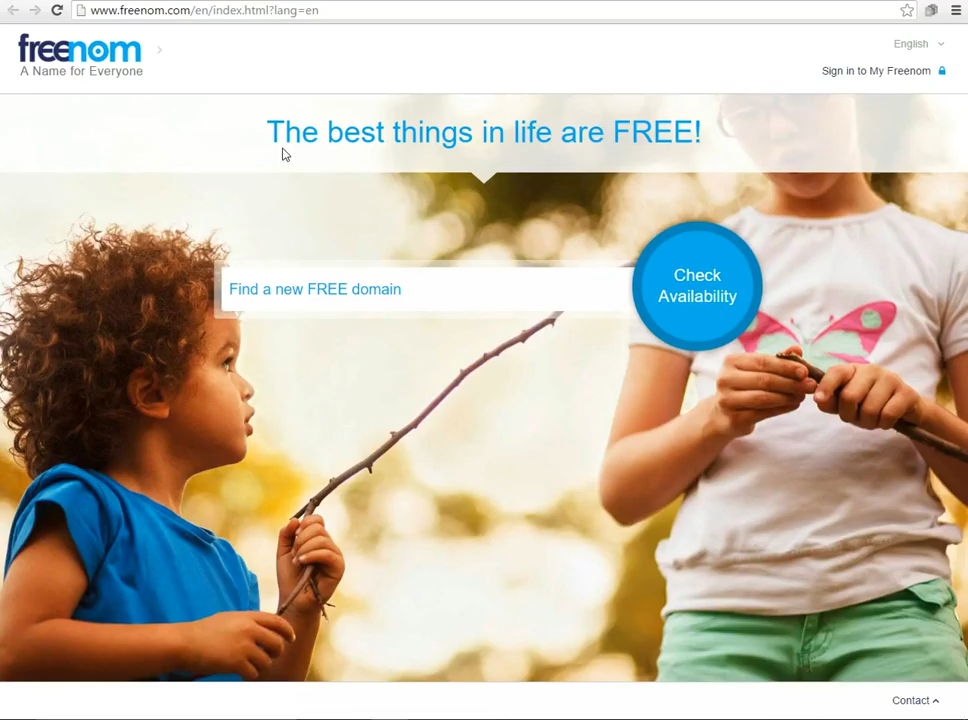 www.freenom.com/en/index.html?lang=en
freenom
A Name for Everyone
English
Sign in to My Freenom
The best things in life are FREE!
Find a new FREE domain
Check
Availability
Contact